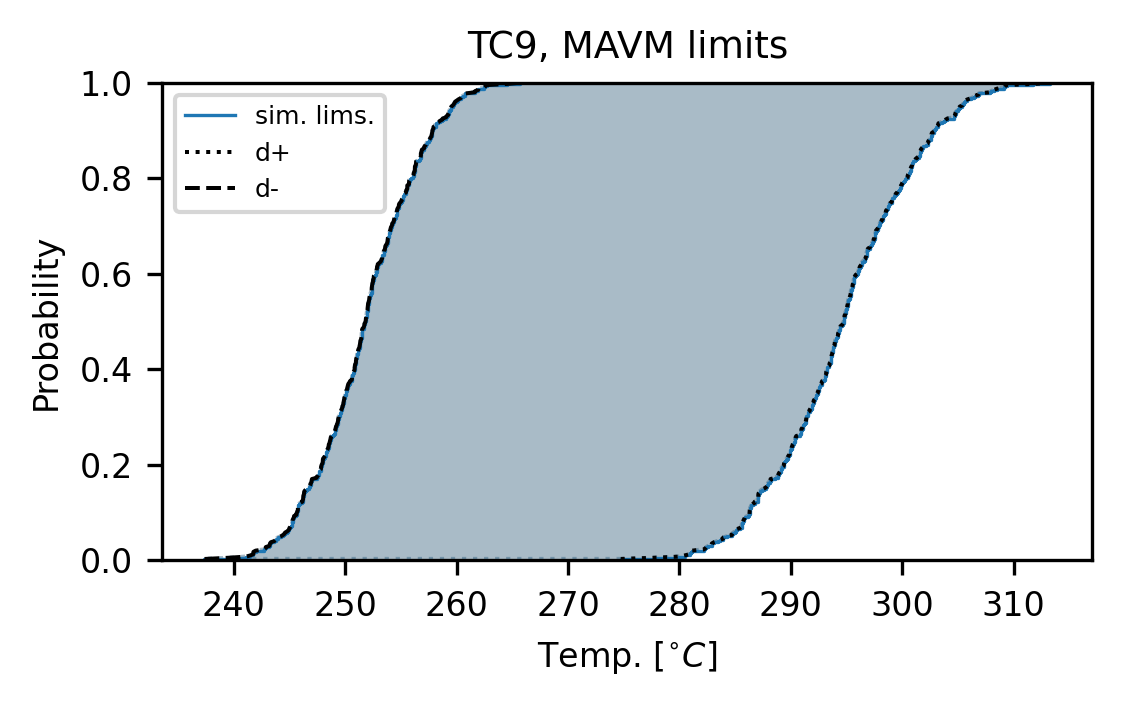 TC9, MAVM limits
1.0
0.8
0.6
0.4
0.2
0.0
Probability
sim. lims.
d+
d-
240 250 260 270 280 290 300 310
Temp. [°C]